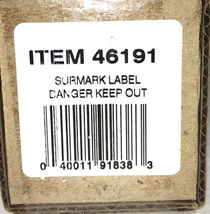 ITEM 46191
SURMARK LABEL
DANGER KEEP OUT
0 40011 91838 3